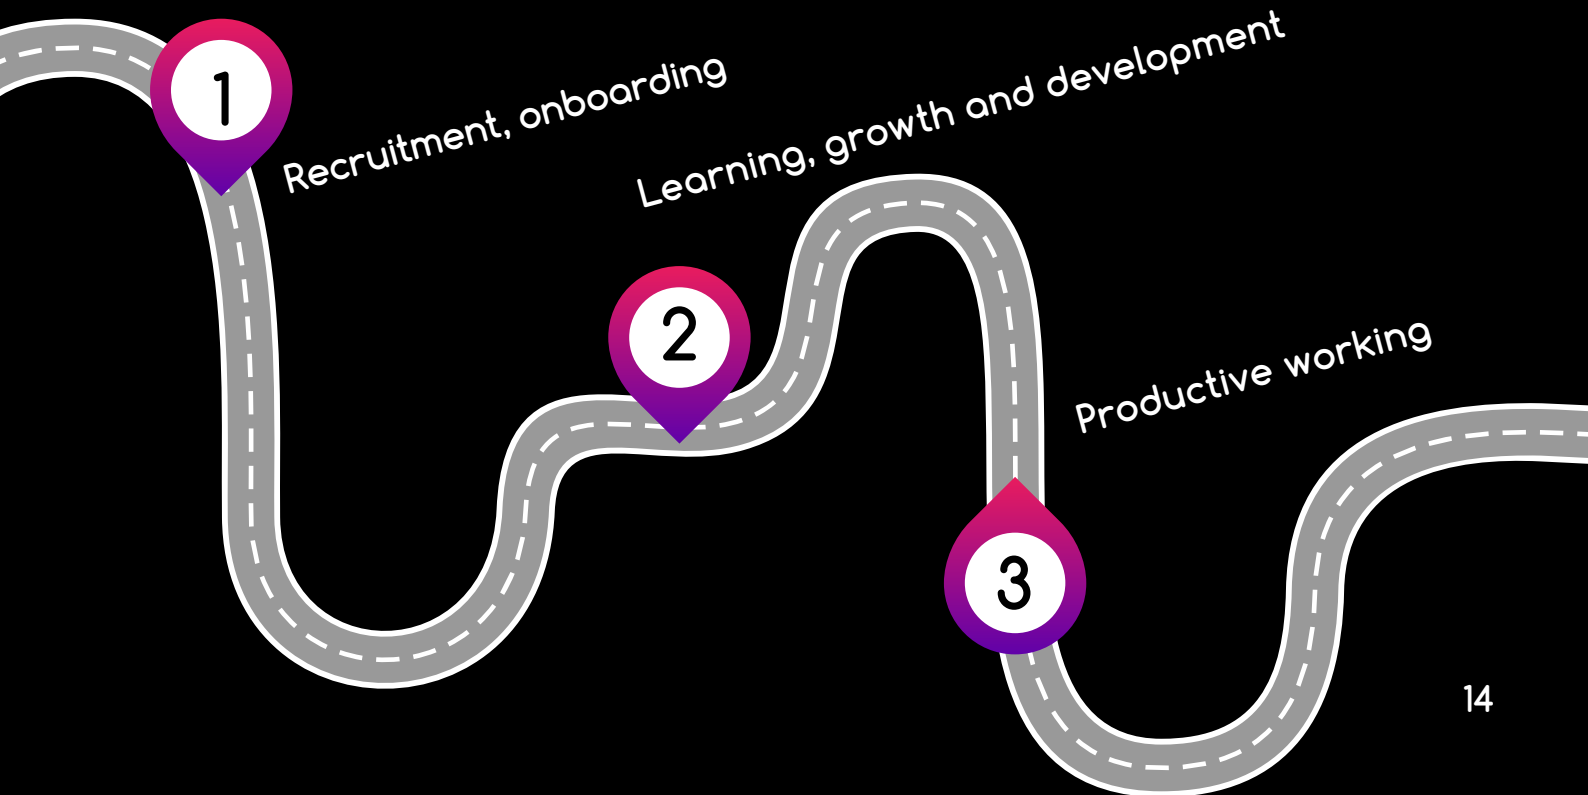 1
Recruitment, onboarding
Learning, growth and development
2
Productive working
3
14